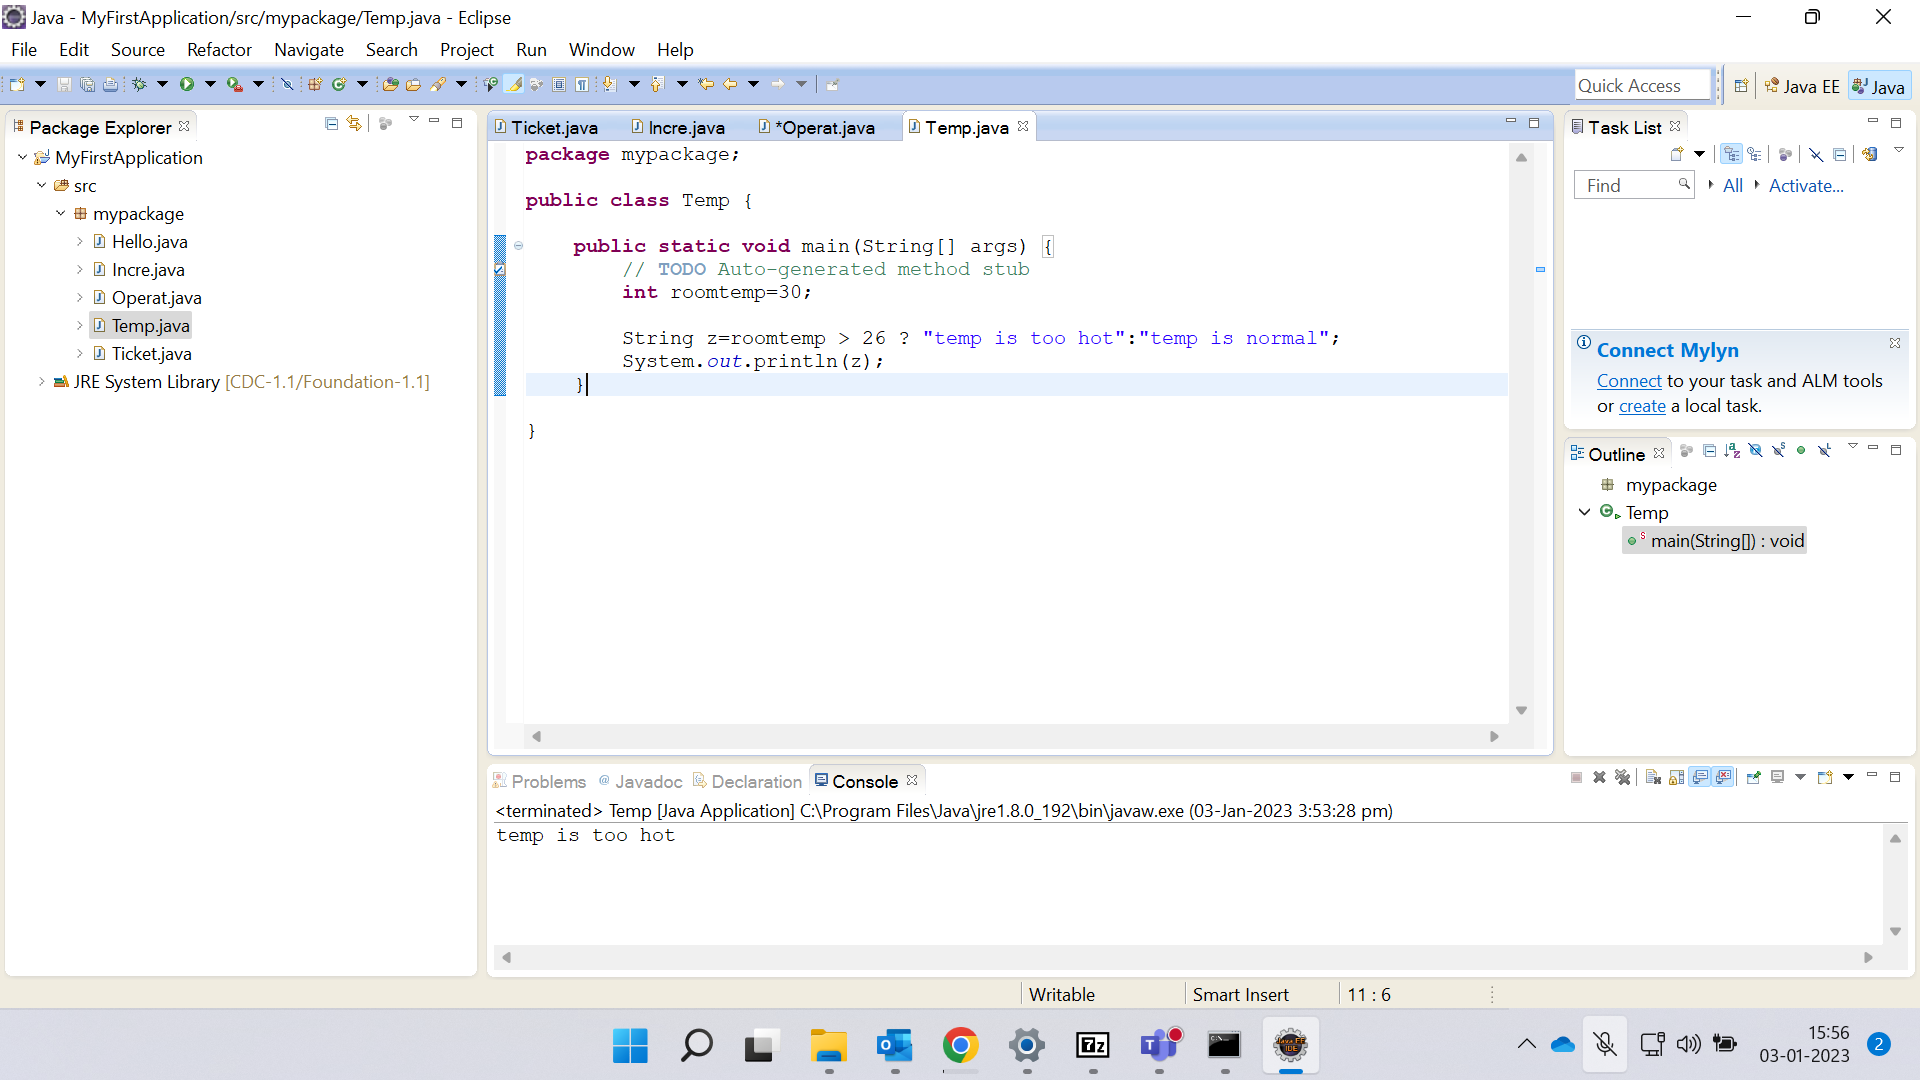 Java - MyFirstApplication/src/mypackage/Temp.java - Eclipse
File Edit Source Refactor Navigate Search Project Run Window Help
Quick Access Java EE Java
Package Explorer
MyFirstApplication
src
mypackage
Hello.java
Incre.java
Operat.java
Temp.java
Ticket.java
JRE System Library [CDC-1.1/Foundation-1.1]
Ticket.java Incre.java *Operat.java Temp.java
package mypackage;
public class Temp {
public static void main(String[] args) {
// TODO Auto-generated method stub
int roomtemp=30;
String z=roomtemp > 26 ? "temp is too hot":"temp is normal";
System.out.println(z);
}
}
Task List
Find All Activate...
Connect Mylyn
Connect to your task and ALM tools
or create a local task.
Outline
mypackage
Temp
main(String[]) : void
Problems @ Javadoc Declaration Console
<terminated> Temp [Java Application] C:\Program Files\Java\jre1.8.0_192\bin\javaw.exe (03-Jan-2023 3:53:28 pm)
temp is too hot
Writable Smart Insert 11 : 6
15:56
03-01-2023
2